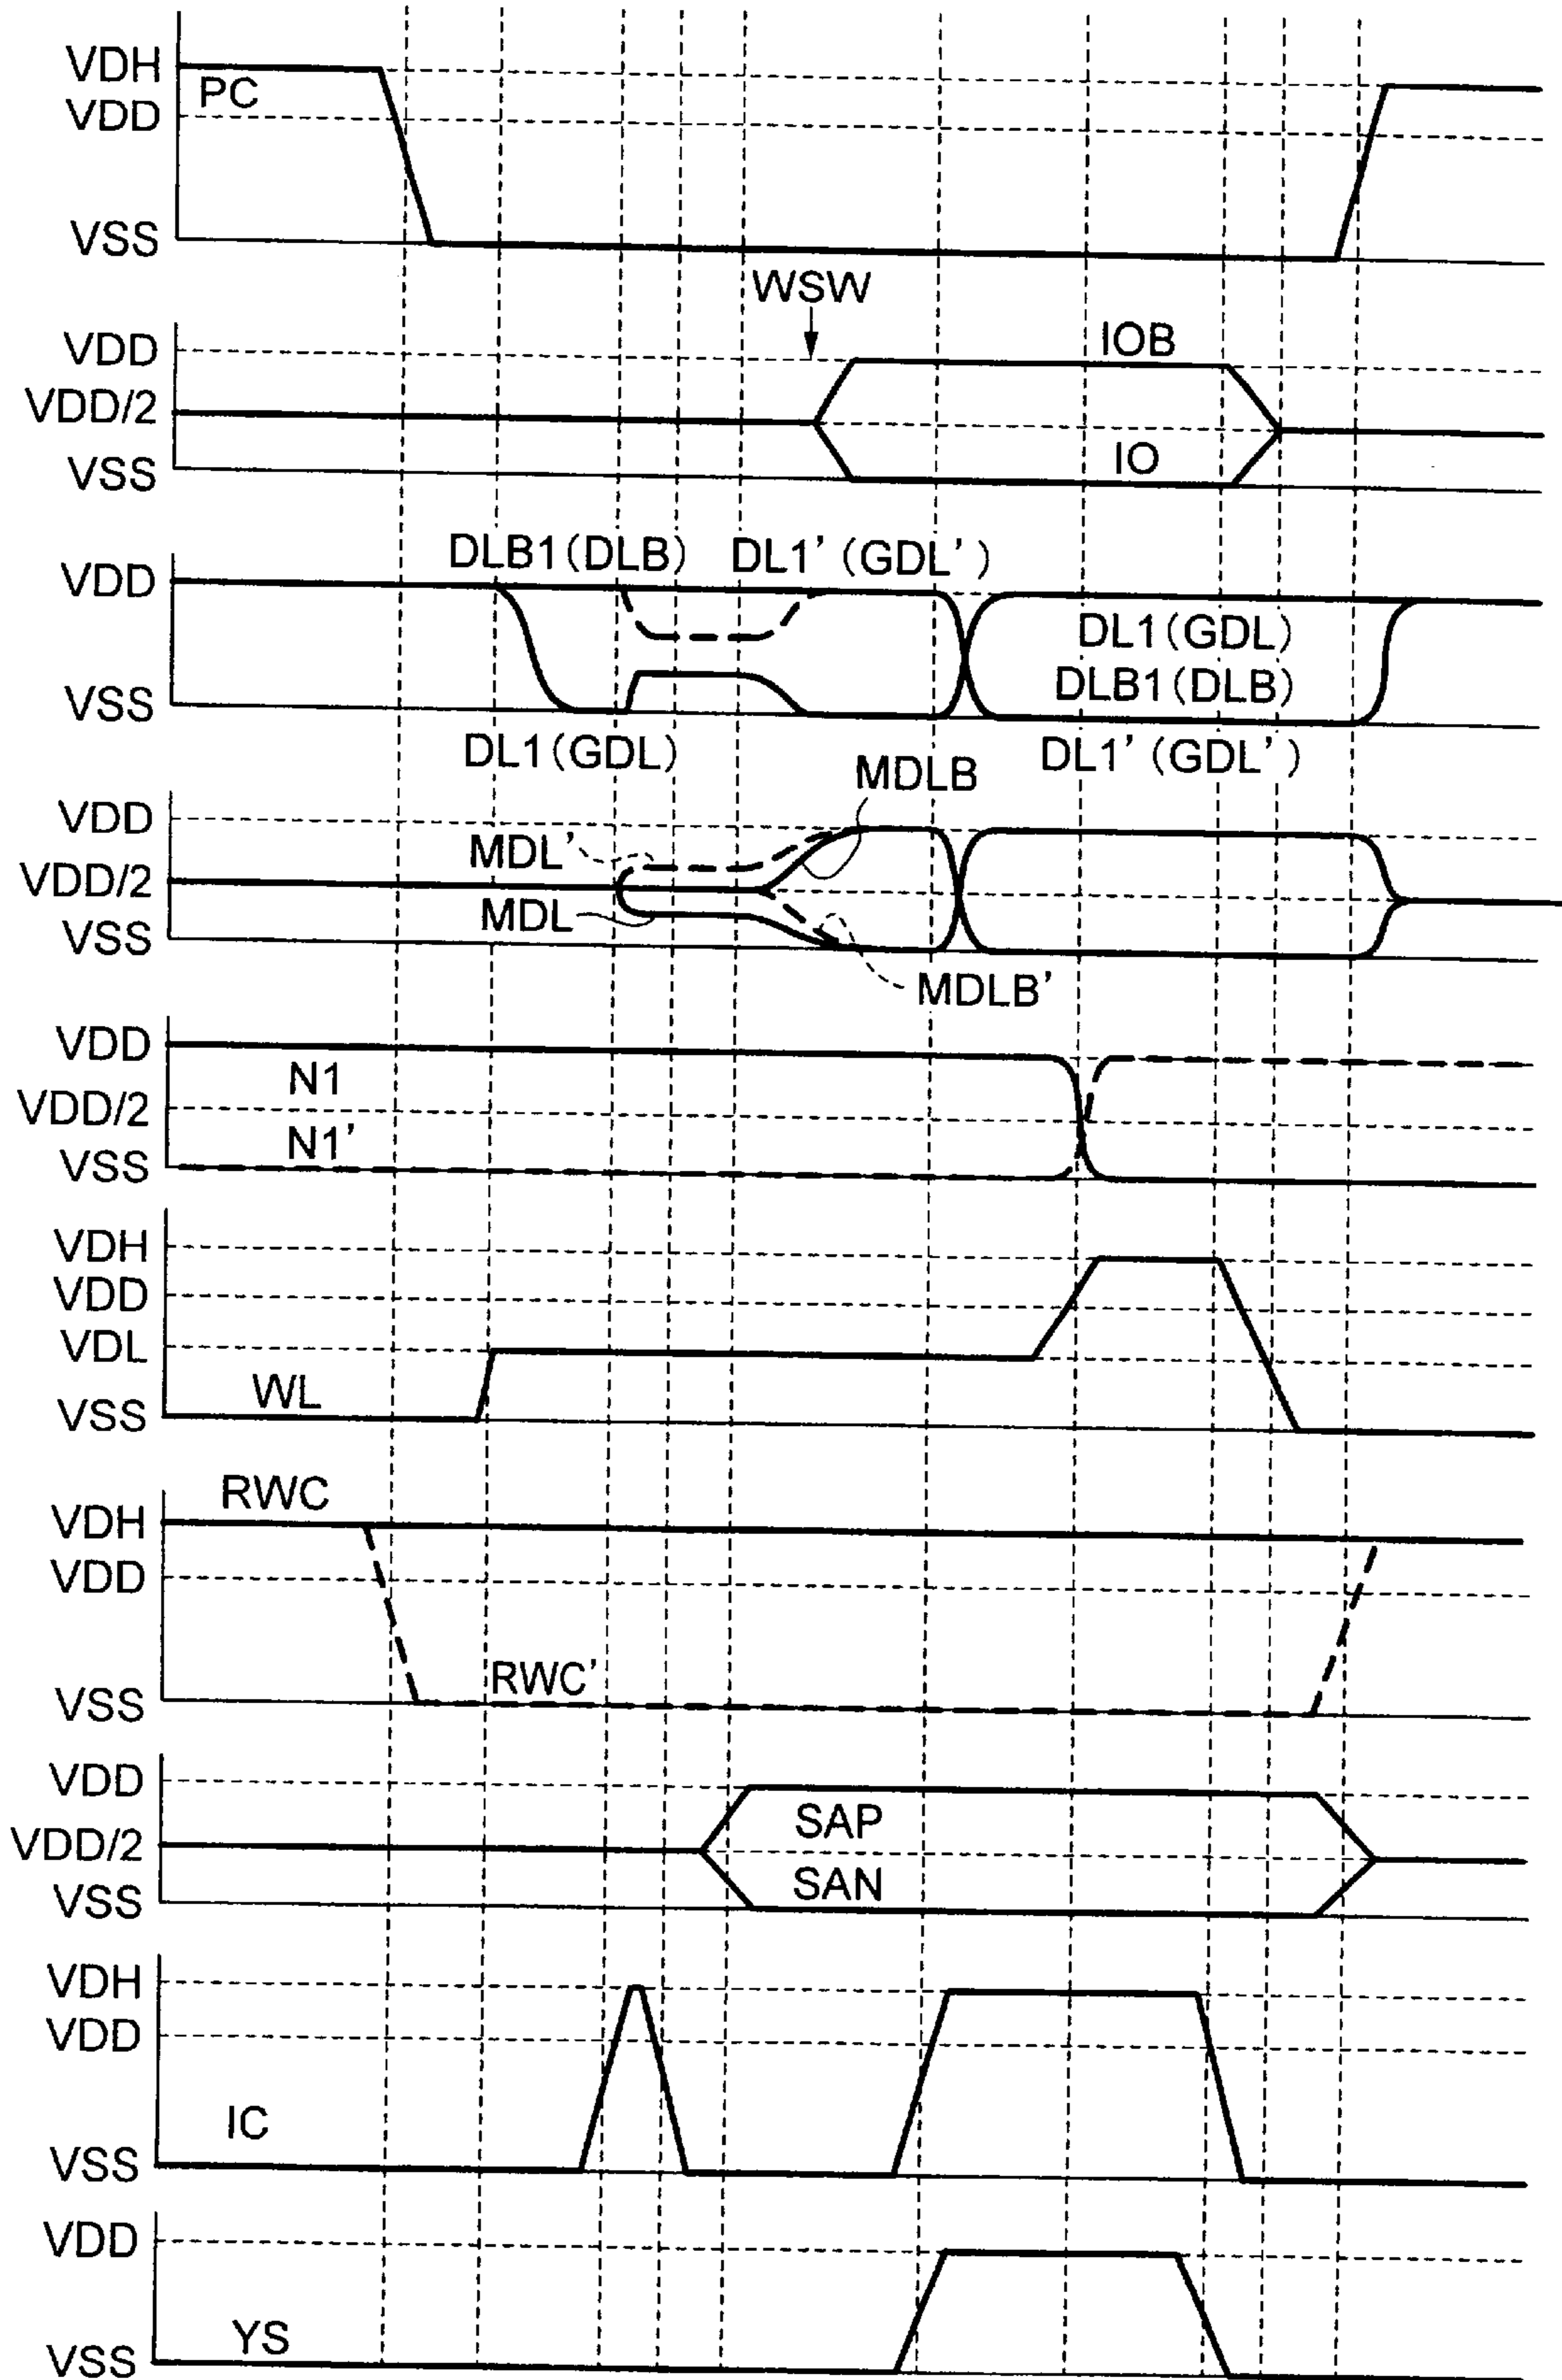 VDH
PC
VDD
VSS
WSW
VDD
IOB
VDD/2
IO
VSS
DLB1(DLB) DL1'(GDL')
VDD
DL1(GDL)
DLB1(DLB)
VSS
DL1(GDL) DL1'(GDL')
MDLB
VDD
MDL'
VDD/2
MDL
VSS
MDLB'
VDD
N1
VDD/2
N1'
VSS
VDH
VDD
VDL
WL
VSS
RWC
VDH
VDD
RWC'
VSS
VDD
SAP
VDD/2
SAN
VSS
VDH
VDD
IC
VSS
VDD
YS
VSS